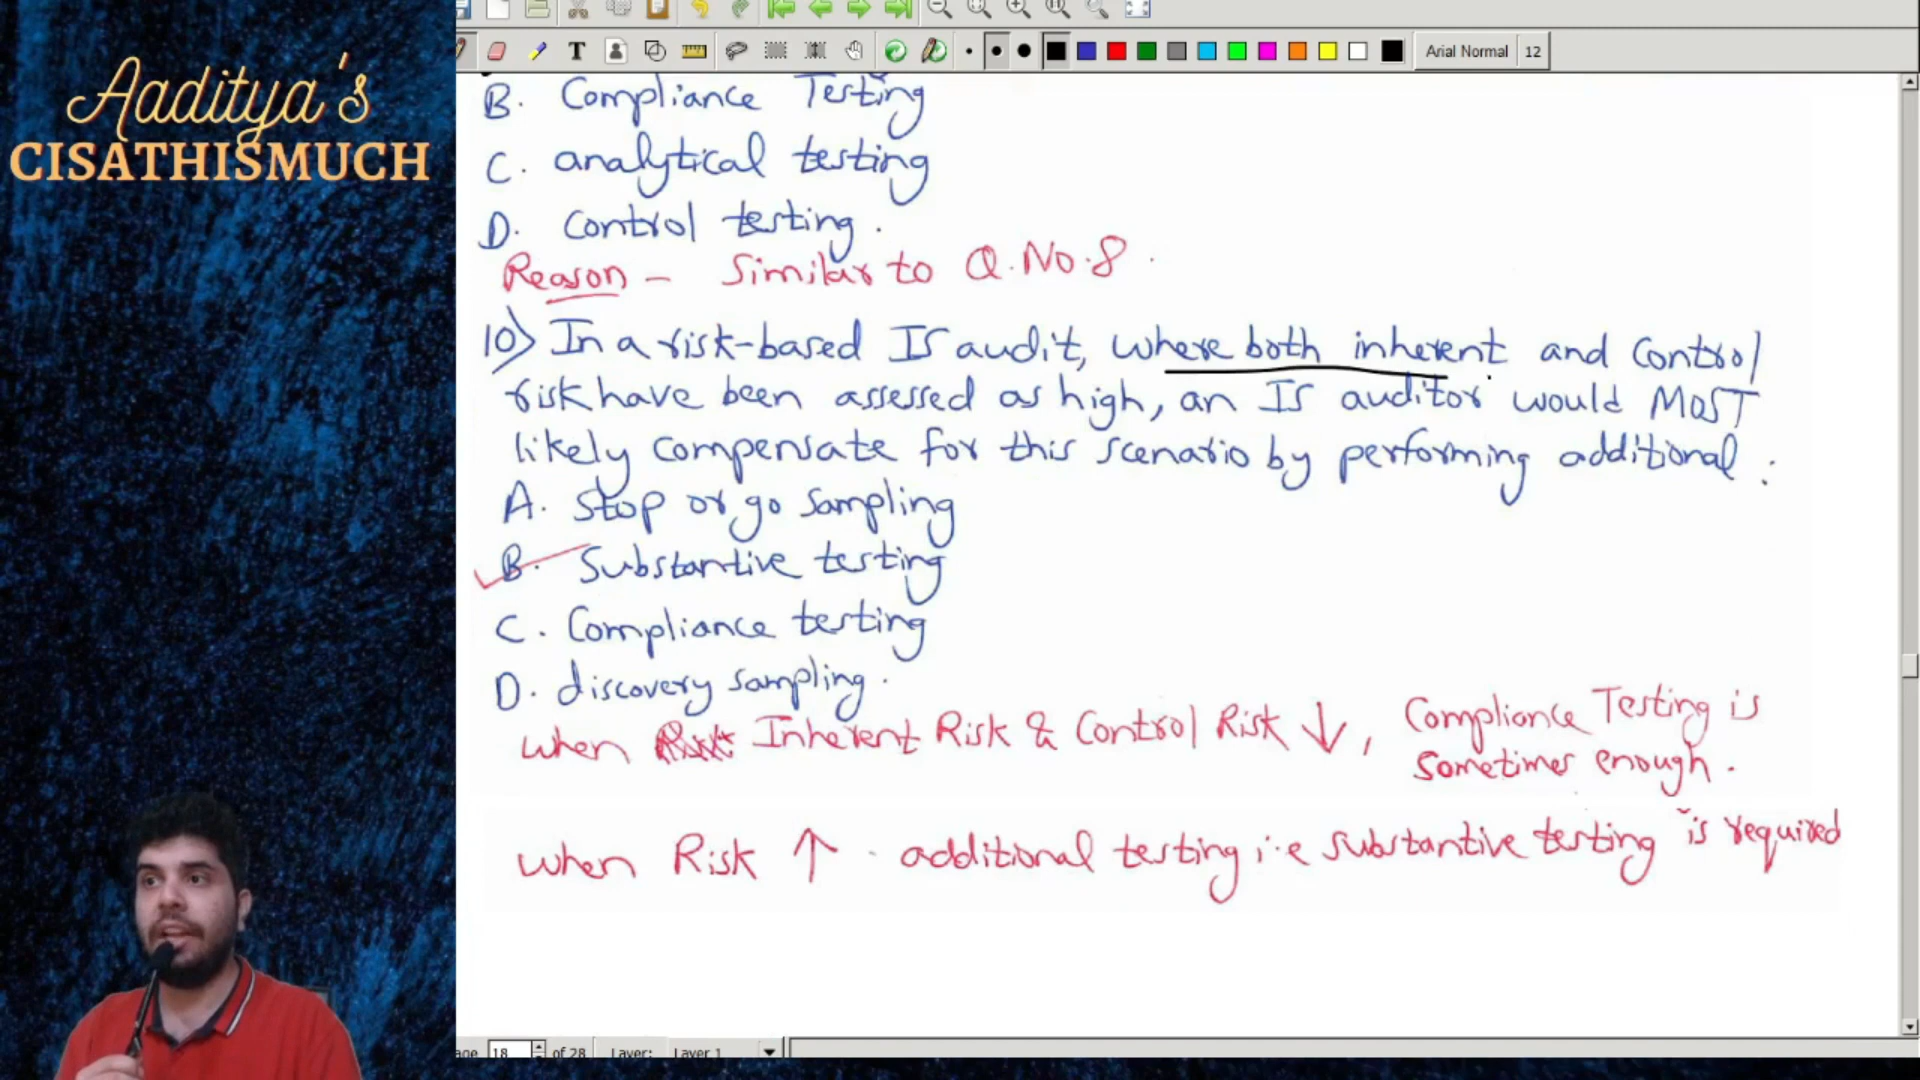 Aaditya's
CISATHISMUCH
Arial Normal 12
B. Compliance Testing
C. analytical testing
D. Control testing.
Reason - Similar to Q.No.8.
10) In a risk-based IS audit, where both inherent and control
risk have been assessed as high, an IS auditor would MOST
likely compensate for this scenario by performing additional :
A. Stop or go sampling
B. Substantive testing
C. Compliance testing
D. discovery sampling.
when Inherent Risk & Control Risk ↓, Compliance Testing is
sometimes enough.
when Risk ↑ additional testing i.e substantive testing is required
age 18 of 28 Layer: Layer 1